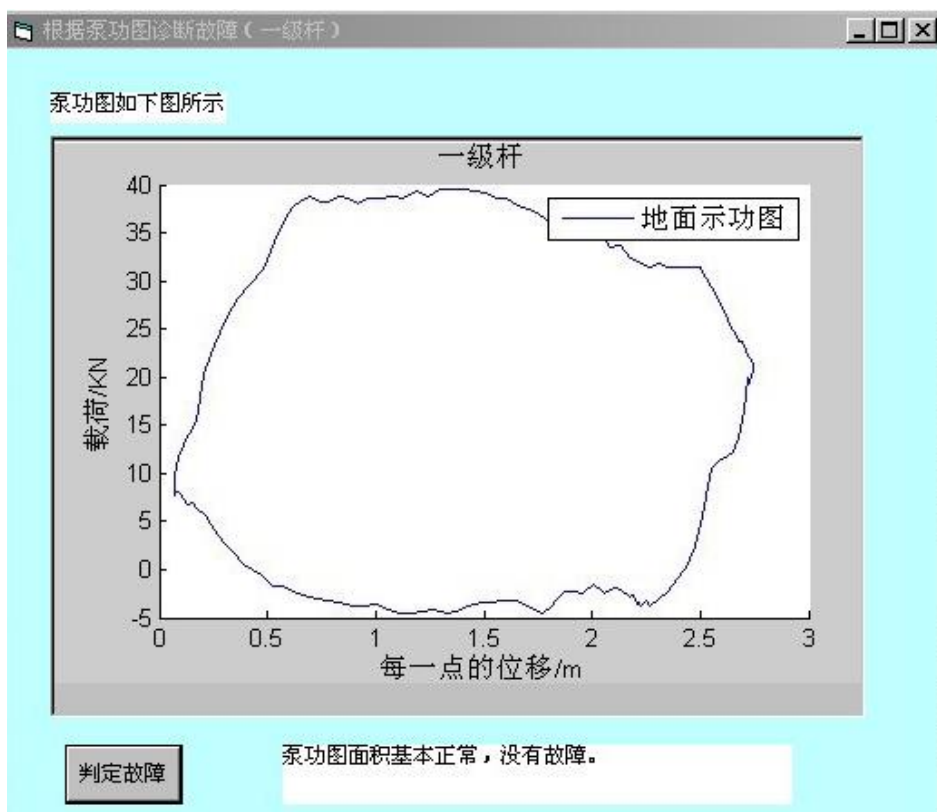 根据泵功图诊断故障（一级杆）
泵功图如下图所示
一级杆
地面示功图
40
35
30
25
20
15
10
5
0
-5
载荷/KN
0 0.5 1 1.5 2 2.5 3
每一点的位移/m
判定故障
泵功图面积基本正常，没有故障。